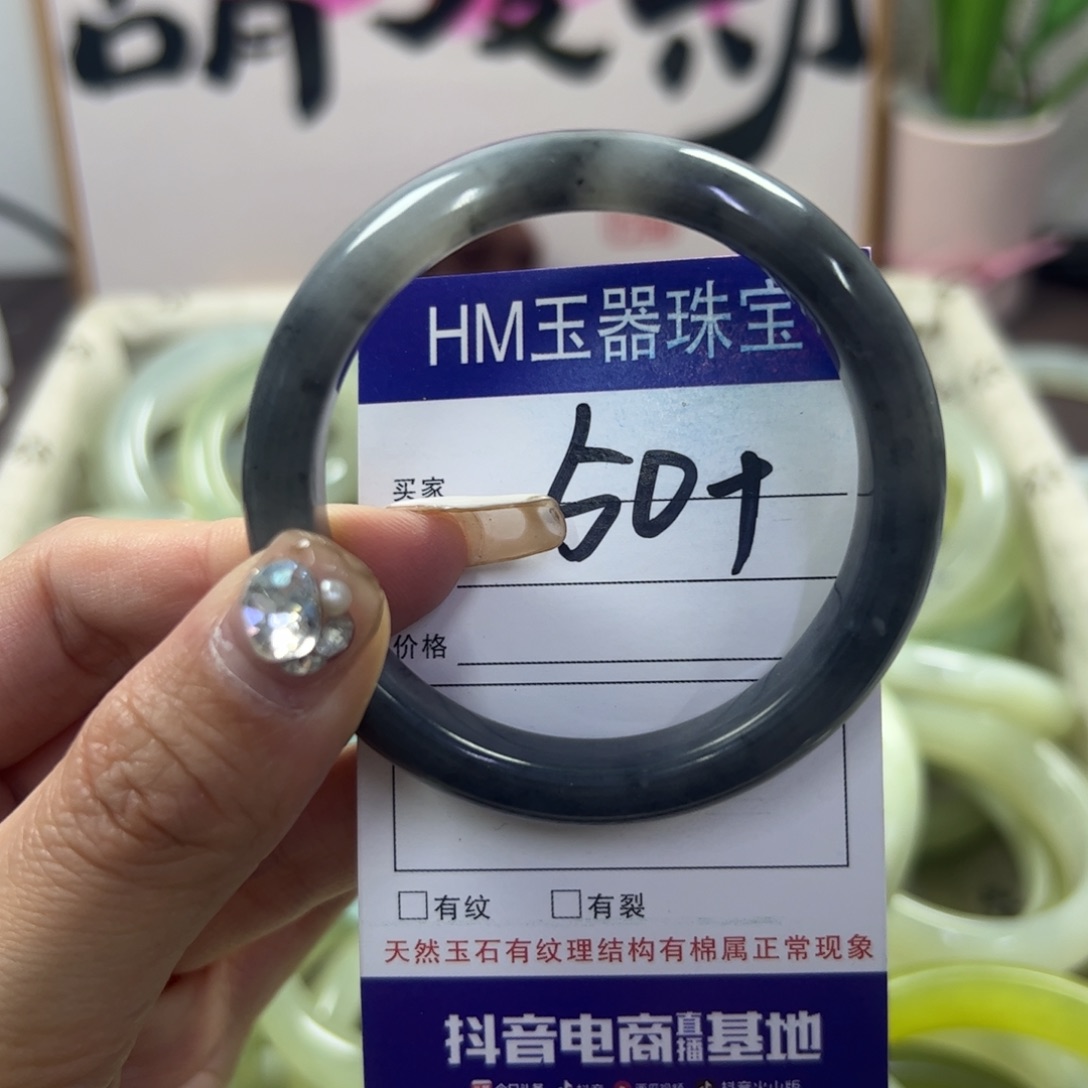 HM玉器珠宝
买家
50+
价格
有纹 有裂
天然玉石有纹理结构有棉属正常现象
抖音电商直播基地